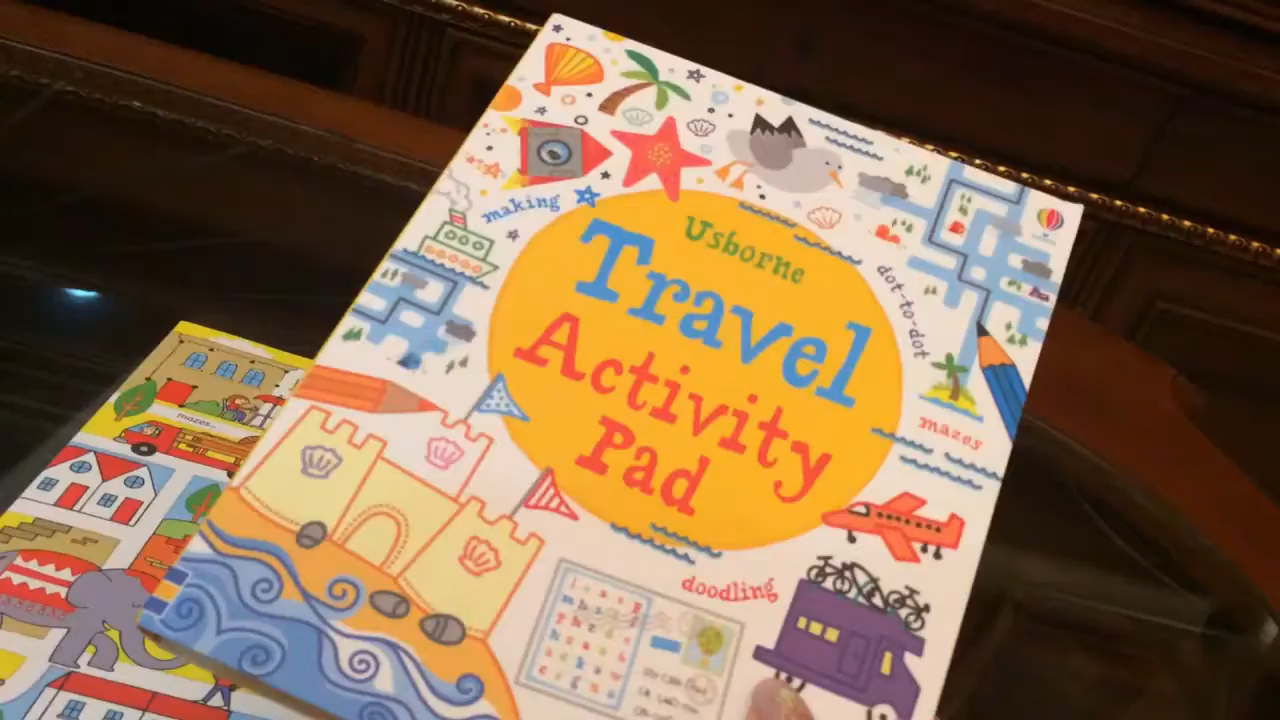 making
Usborne
Travel
Activity
Pad
dot-to-dot
mazes
doodling
mazes...